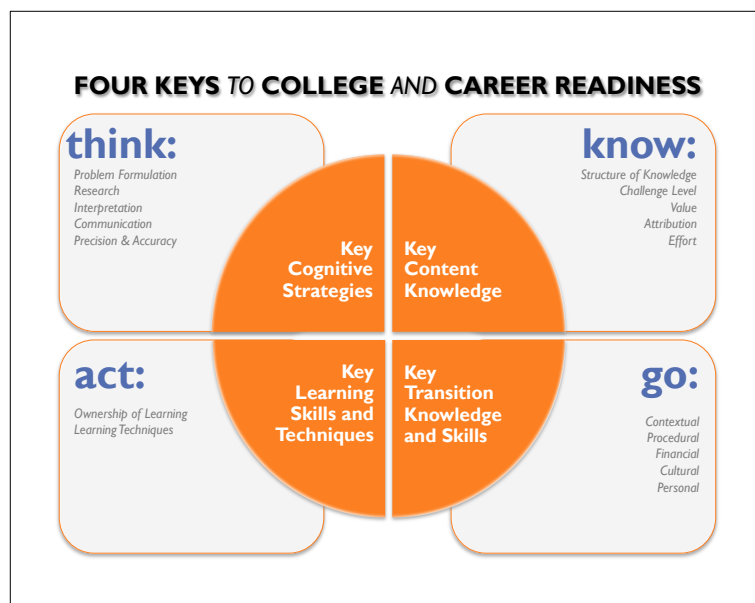 FOUR KEYS TO COLLEGE AND CAREER READINESS
think:
Problem Formulation
Research
Interpretation
Communication
Precision & Accuracy
Key
Cognitive
Strategies
know:
Structure of Knowledge
Challenge Level
Value
Attribution
Effort
Key
Content
Knowledge
act:
Ownership of Learning
Learning Techniques
Key
Learning
Skills and
Techniques
go:
Contextual
Procedural
Financial
Cultural
Personal
Key
Transition
Knowledge
and Skills